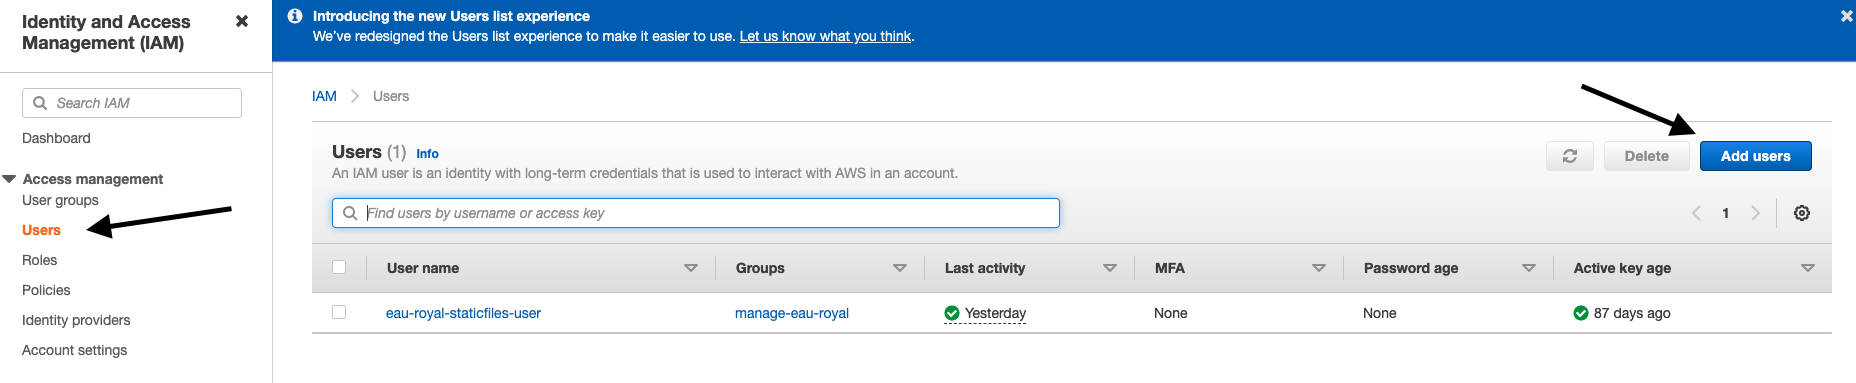 Identity and Access
Management (IAM)
Search IAM
Dashboard
Access management
User groups
Users
Roles
Policies
Identity providers
Account settings
Introducing the new Users list experience
We've redesigned the Users list experience to make it easier to use. Let us know what you think.
IAM > Users
Users (1) Info
An IAM user is an identity with long-term credentials that is used to interact with AWS in an account.
Delete
Add users
Find users by username or access key
1
User name Groups Last activity MFA Password age Active key age
eau-royal-staticfiles-user manage-eau-royal Yesterday None None 87 days ago